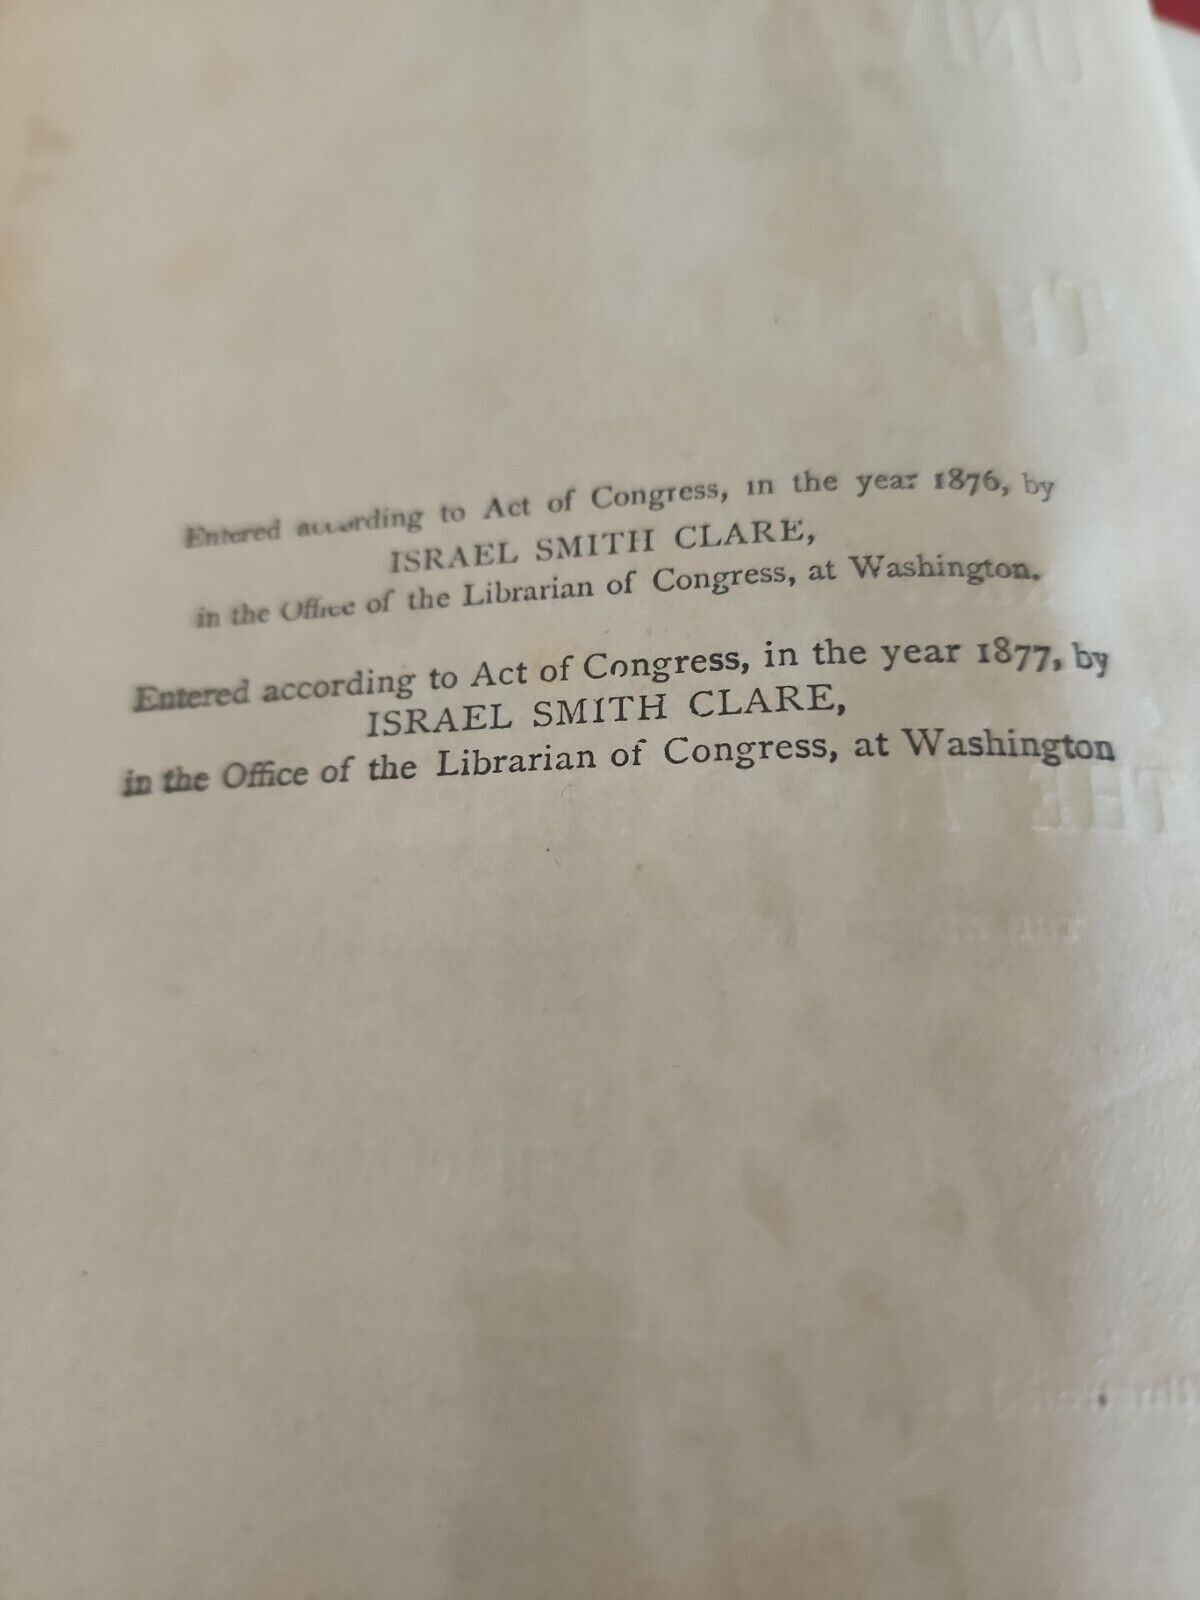 Entered according to Act of Congress, in the year 1876, by
ISRAEL SMITH CLARE,
in the Office of the Librarian of Congress, at Washington.
Entered according to Act of Congress, in the year 1877, by
ISRAEL SMITH CLARE,
in the Office of the Librarian of Congress, at Washington